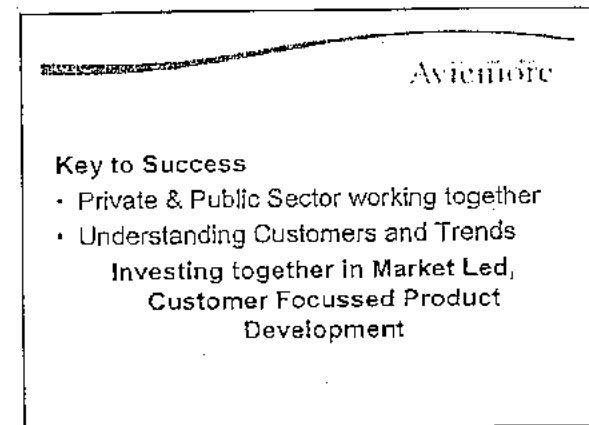 Aviemore
Key to Success
• Private & Public Sector working together
• Understanding Customers and Trends
Investing together in Market Led,
Customer Focussed Product
Development